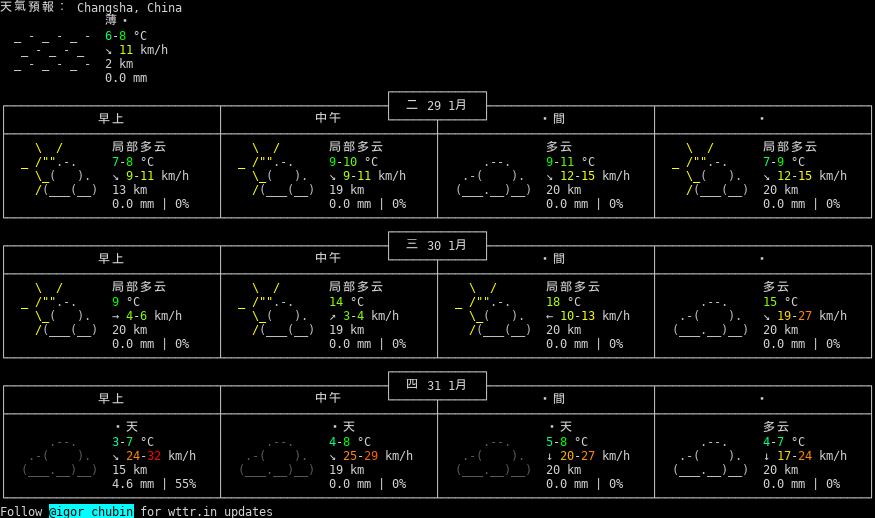 天氣預報： Changsha, China
薄・
6-8 °C
↘ 11 km/h
2 km
0.0 mm
二 29 1月
早上 中午 ・間 ・
局部多云 局部多云 多云 局部多云
7-8 °C 9-10 °C 9-11 °C 7-9 °C
↘ 9-11 km/h ↘ 9-11 km/h ↘ 12-15 km/h ↘ 12-15 km/h
13 km 19 km 20 km 20 km
0.0 mm | 0% 0.0 mm | 0% 0.0 mm | 0% 0.0 mm | 0%
三 30 1月
早上 中午 ・間 ・
局部多云 局部多云 局部多云 多云
9 °C 14 °C 18 °C 15 °C
→ 4-6 km/h ↗ 3-4 km/h ← 10-13 km/h ↘ 19-27 km/h
20 km 19 km 20 km 20 km
0.0 mm | 0% 0.0 mm | 0% 0.0 mm | 0% 0.0 mm | 0%
四 31 1月
早上 中午 ・間 ・
・天 ・天 ・天 多云
3-7 °C 4-8 °C 5-8 °C 4-7 °C
↘ 24-32 km/h ↘ 25-29 km/h ↓ 20-27 km/h ↓ 17-24 km/h
15 km 19 km 20 km 20 km
4.6 mm | 55% 0.0 mm | 0% 0.0 mm | 0% 0.0 mm | 0%
Follow @igor_chubin for wttr.in updates